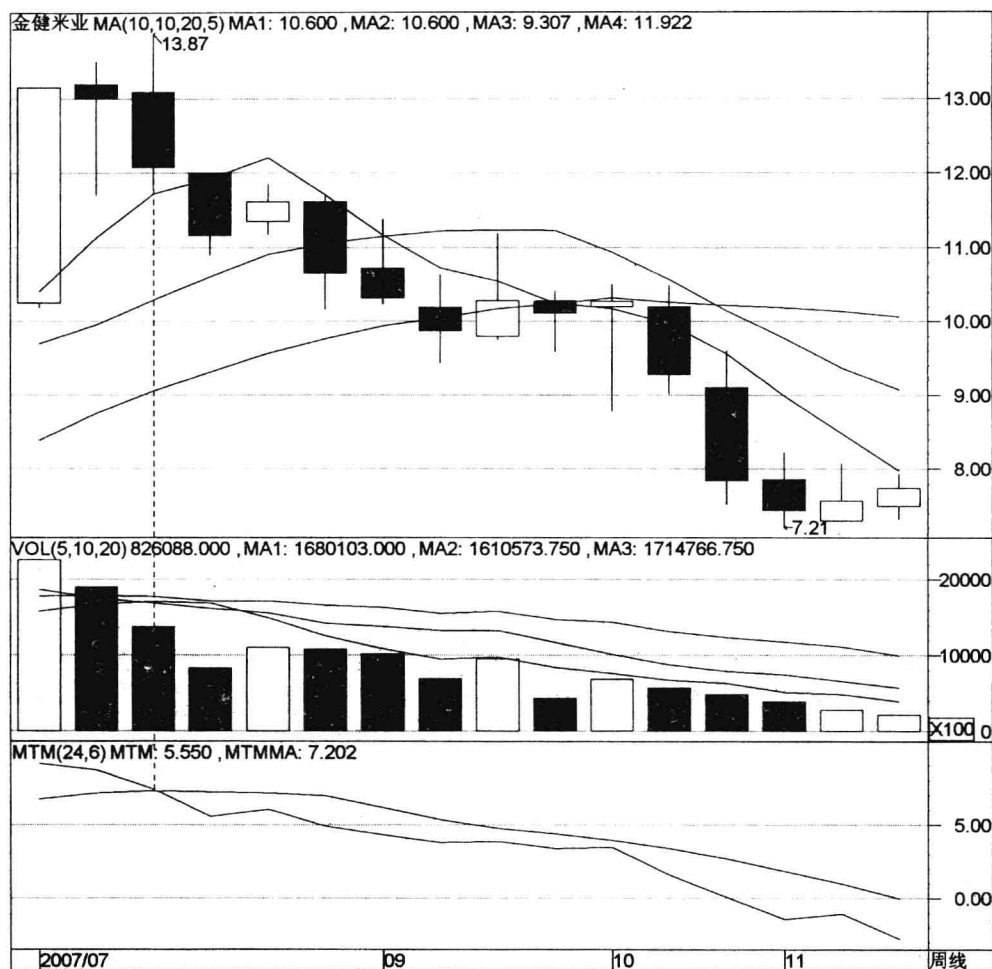 金健米业 MA(10,10,20,5) MA1: 10.600 ,MA2: 10.600 ,MA3: 9.307 ,MA4: 11.922
13.87
13.00
12.00
11.00
10.00
9.00
8.00
7.21
VOL(5,10,20) 826088.000 ,MA1: 1680103.000 ,MA2: 1610573.750 ,MA3: 1714766.750
20000
10000
X100 0
MTM(24,6) MTM: 5.550 ,MTMMA: 7.202
5.00
0.00
2007/07 09 10 11 周线